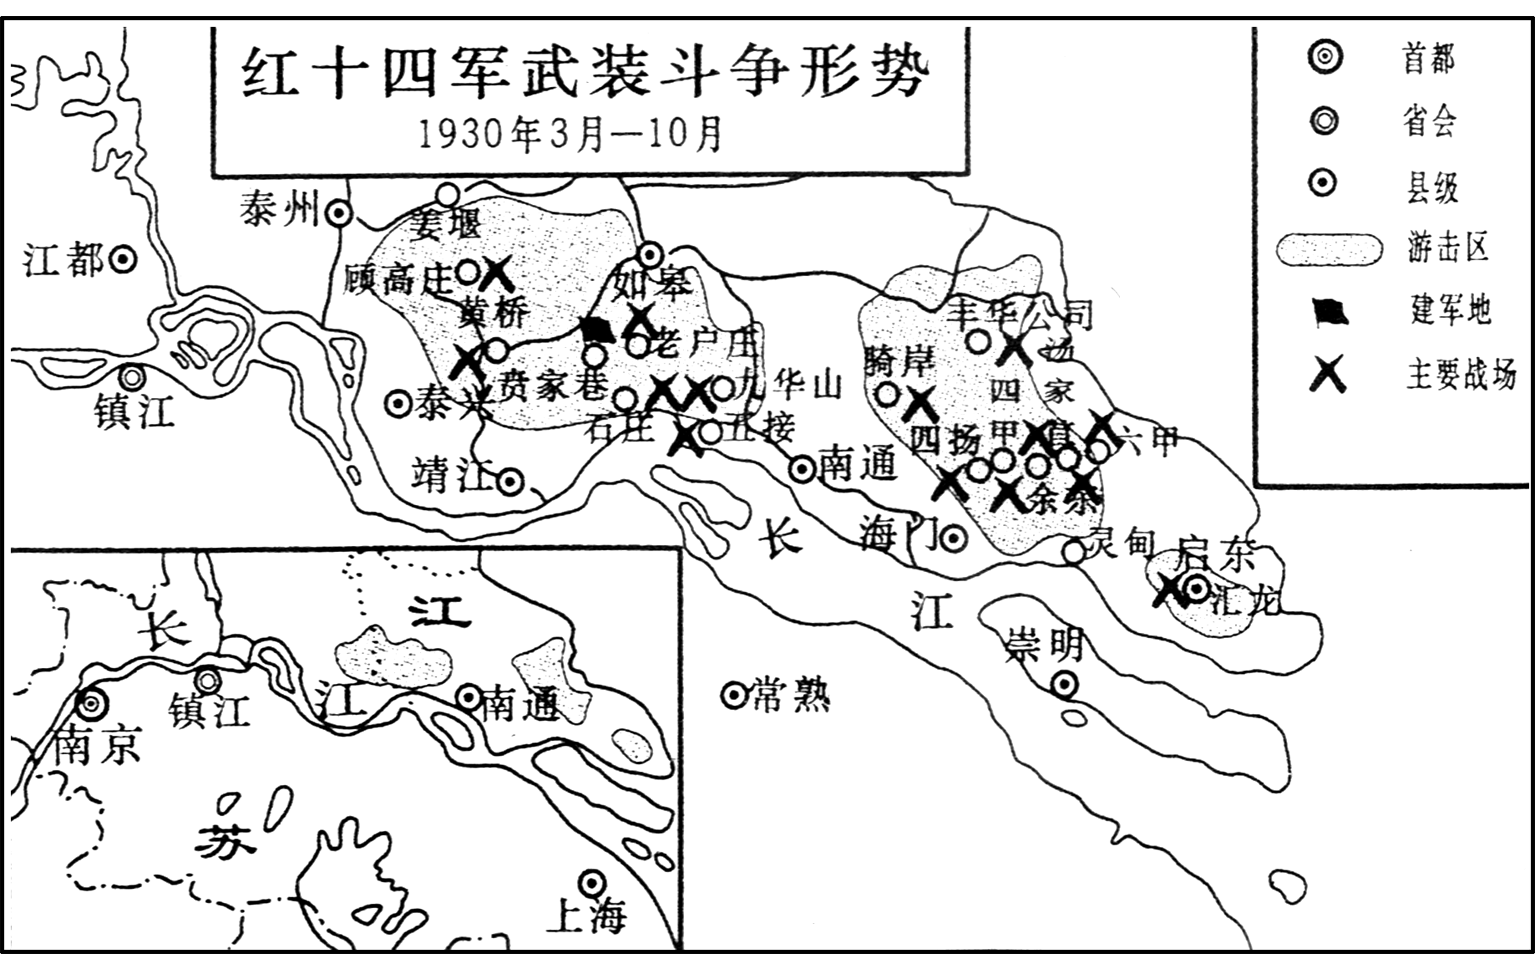 红十四军武装斗争形势
1930年3月—10月
首都
省会
县级
游击区
建军地
主要战场
泰州
姜堰
江都
顾高庄
如皋
黄桥
丰华公司
老户庄
汤家苴
骑岸
四甲
贲家巷
九华山
镇江
泰兴
石庄
五接
四扬
六甲
靖江
南通
余东
长江
海门
灵甸
启东
汇龙
崇明
常熟
长江
江苏
镇江
南通
南京
上海